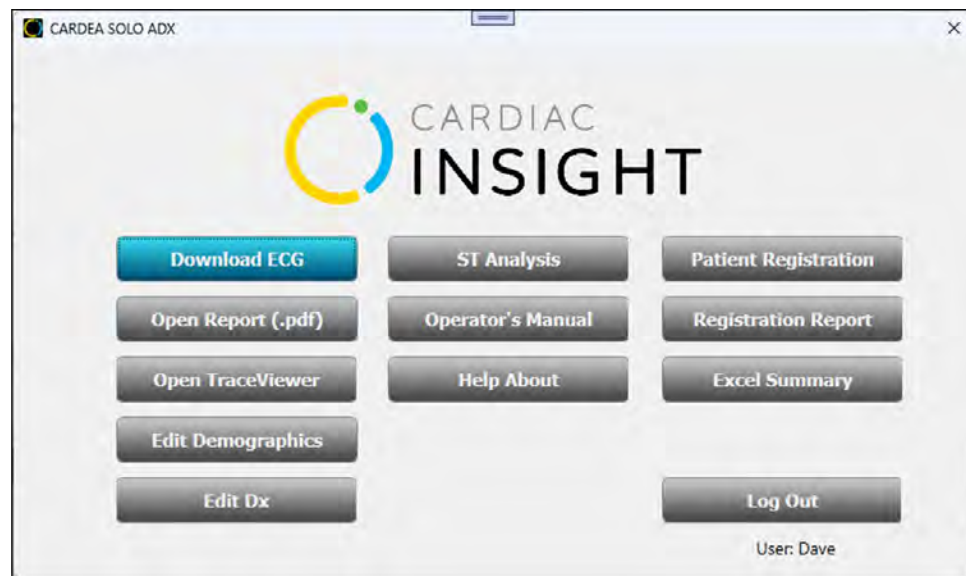 CARDEA SOLO ADX
CARDIAC
INSIGHT
Download ECG
ST Analysis
Patient Registration
Open Report (.pdf)
Operator's Manual
Registration Report
Open TraceViewer
Help About
Excel Summary
Edit Demographics
Edit Dx
Log Out
User: Dave